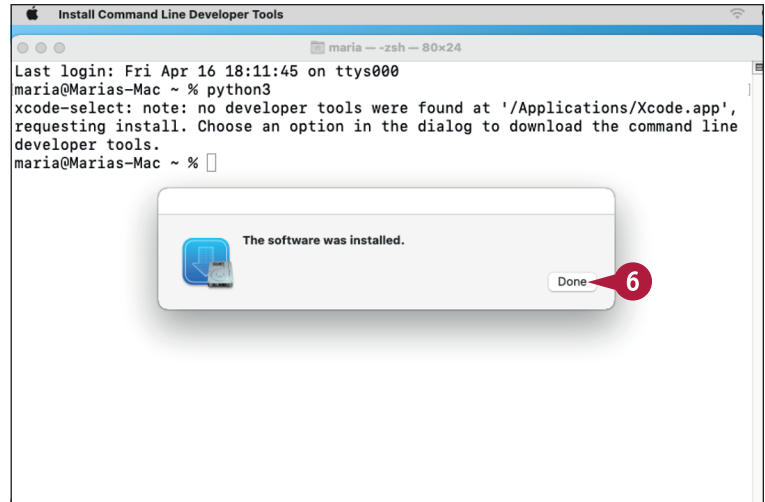 Install Command Line Developer Tools
maria — -zsh — 80×24
Last login: Fri Apr 16 18:11:45 on ttys000
[maria@Marias-Mac ~ % python3 ]
xcode-select: note: no developer tools were found at '/Applications/Xcode.app',
requesting install. Choose an option in the dialog to download the command line
developer tools.
maria@Marias-Mac ~ %
The software was installed.
Done
6